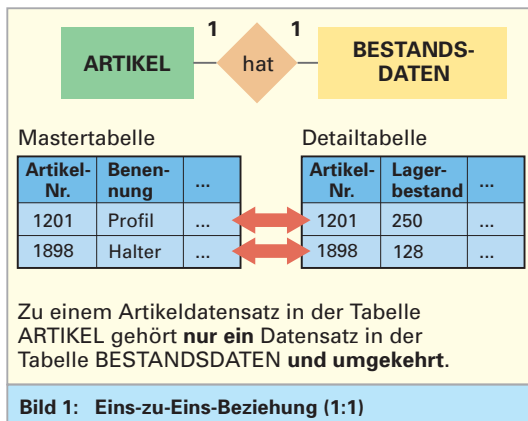 1 1
ARTIKEL hat BESTANDS-
DATEN
Mastertabelle Detailtabelle
Artikel- Benen- ... Artikel- Lager- ...
Nr. nung Nr. bestand
1201 Profil ... 1201 250 ...
1898 Halter ... 1898 128 ...
Zu einem Artikeldatensatz in der Tabelle
ARTIKEL gehört nur ein Datensatz in der
Tabelle BESTANDSDATEN und umgekehrt.
Bild 1: Eins-zu-Eins-Beziehung (1:1)